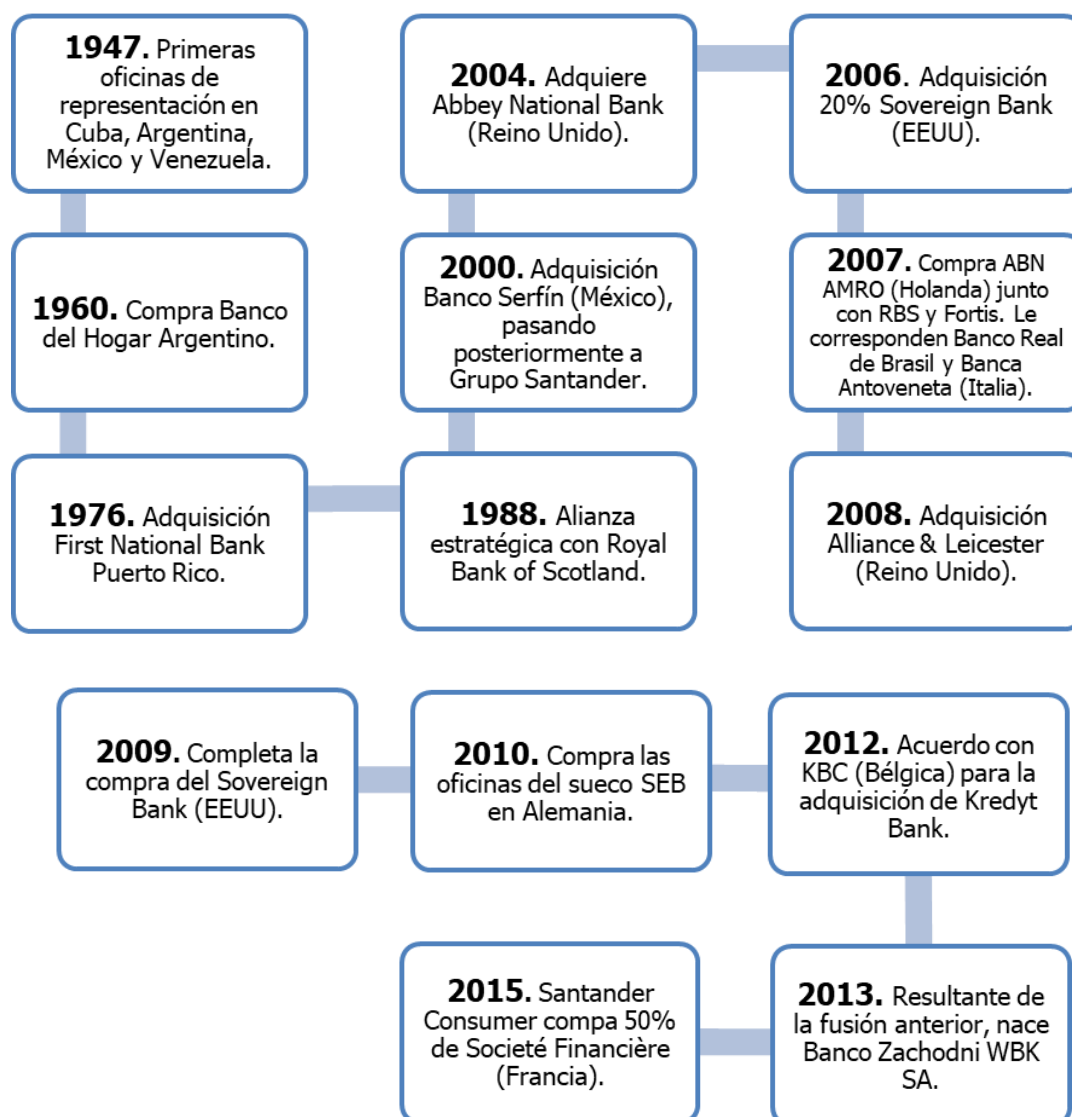 1947. Primeras
oficinas de
representación en
Cuba, Argentina,
México y Venezuela.
1960. Compra Banco
del Hogar Argentino.
1976. Adquisición
First National Bank
Puerto Rico.
1988. Alianza
estratégica con Royal
Bank of Scotland.
2000. Adquisición
Banco Serfín (México),
pasando
posteriormente a
Grupo Santander.
2004. Adquiere
Abbey National Bank
(Reino Unido).
2006. Adquisición
20% Sovereign Bank
(EEUU).
2007. Compra ABN
AMRO (Holanda) junto
con RBS y Fortis. Le
corresponden Banco Real
de Brasil y Banca
Antoveneta (Italia).
2008. Adquisición
Alliance & Leicester
(Reino Unido).
2009. Completa la
compra del Sovereign
Bank (EEUU).
2010. Compra las
oficinas del sueco SEB
en Alemania.
2012. Acuerdo con
KBC (Bélgica) para la
adquisición de Kredyt
Bank.
2013. Resultante de
la fusión anterior, nace
Banco Zachodni WBK
SA.
2015. Santander
Consumer compa 50%
de Societé Financière
(Francia).